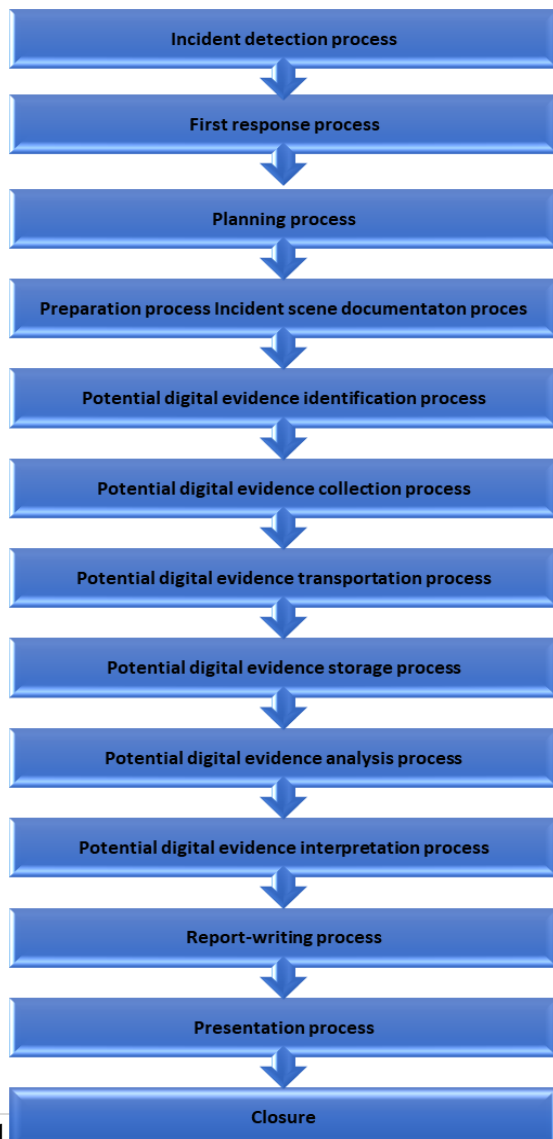 Incident detection process
First response process
Planning process
Preparation process Incident scene documentaton proces
Potential digital evidence identification process
Potential digital evidence collection process
Potential digital evidence transportation process
Potential digital evidence storage process
Potential digital evidence analysis process
Potential digital evidence interpretation process
Report-writing process
Presentation process
Closure